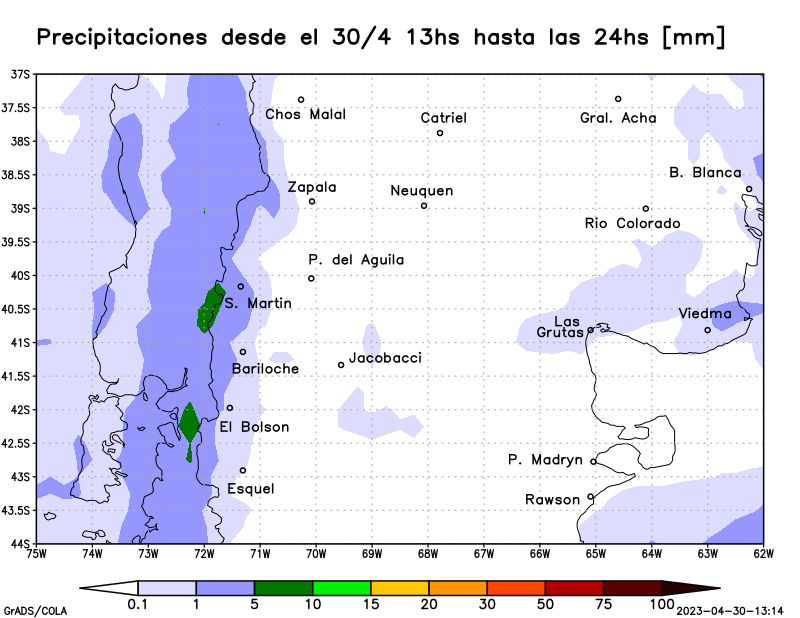 Precipitaciones desde el 30/4 13hs hasta las 24hs [mm]
37S
37.5S
38S
38.5S
39S
39.5S
40S
40.5S
41S
41.5S
42S
42.5S
43S
43.5S
44S
Chos Malal
Catriel
Gral. Acha
B. Blanca
Zapala
Neuquen
Rio Colorado
P. del Aguila
S. Martin
Viedma
Las
Grutas
Jacobacci
Bariloche
El Bolson
P. Madryn
Esquel
Rawson
75W 74W 73W 72W 71W 70W 69W 68W 67W 66W 65W 64W 63W 62W
0.1 1 5 10 15 20 30 50 75 100
GrADS/COLA
2023-04-30-13:14